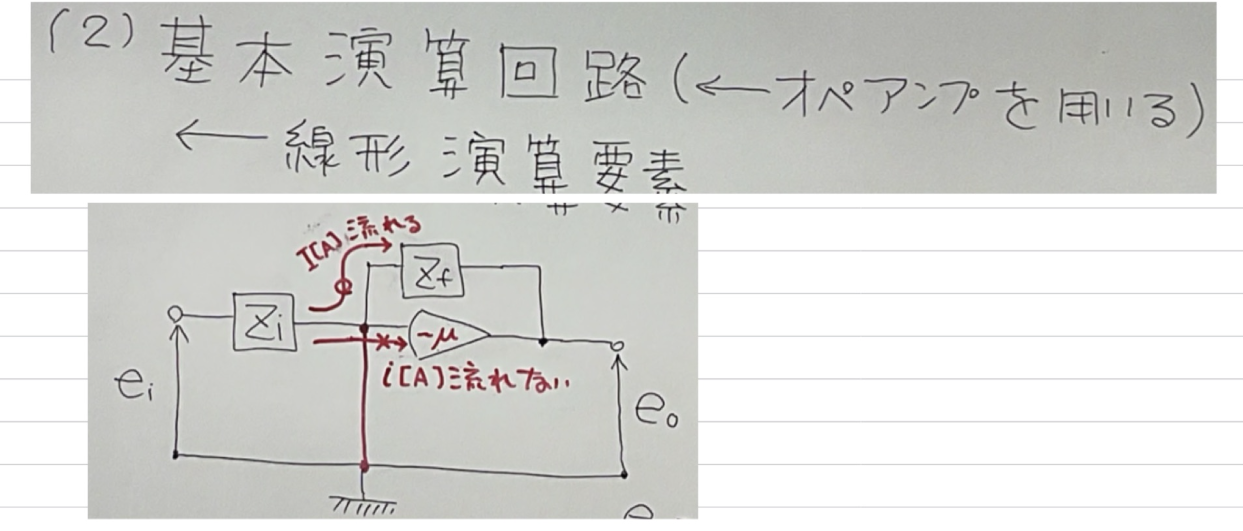 (2) 基本演算回路(←オペアンプを用いる)
←線形演算要素
I[A]流れる
Zf
Zi
-μ
i[A]流れない
ei
eo